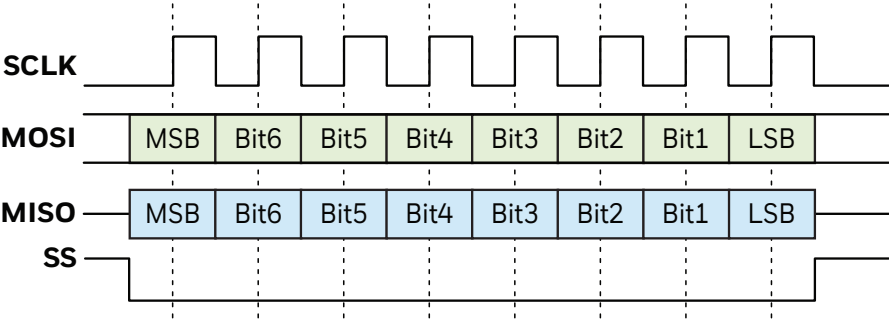 SCLK
MOSI MSB Bit6 Bit5 Bit4 Bit3 Bit2 Bit1 LSB
MISO MSB Bit6 Bit5 Bit4 Bit3 Bit2 Bit1 LSB
SS